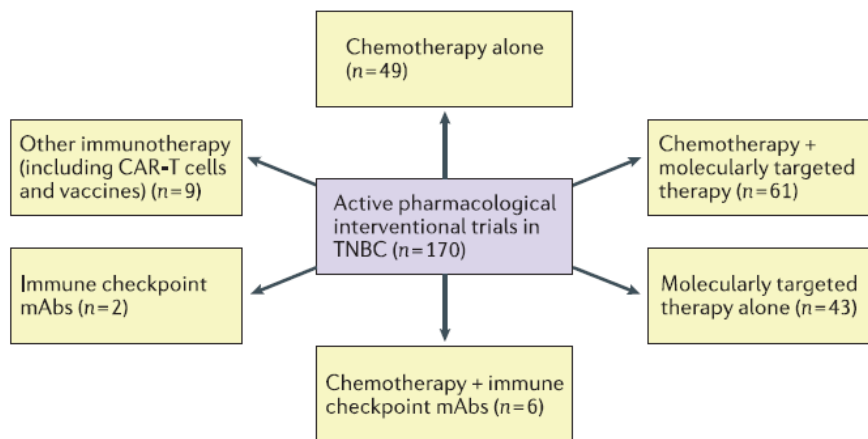 Chemotherapy alone
(n=49)
Other immunotherapy
(including CAR-T cells
and vaccines) (n=9)
Chemotherapy +
molecularly targeted
therapy (n=61)
Active pharmacological
interventional trials in
TNBC (n=170)
Immune checkpoint
mAbs (n=2)
Molecularly targeted
therapy alone (n=43)
Chemotherapy + immune
checkpoint mAbs (n=6)